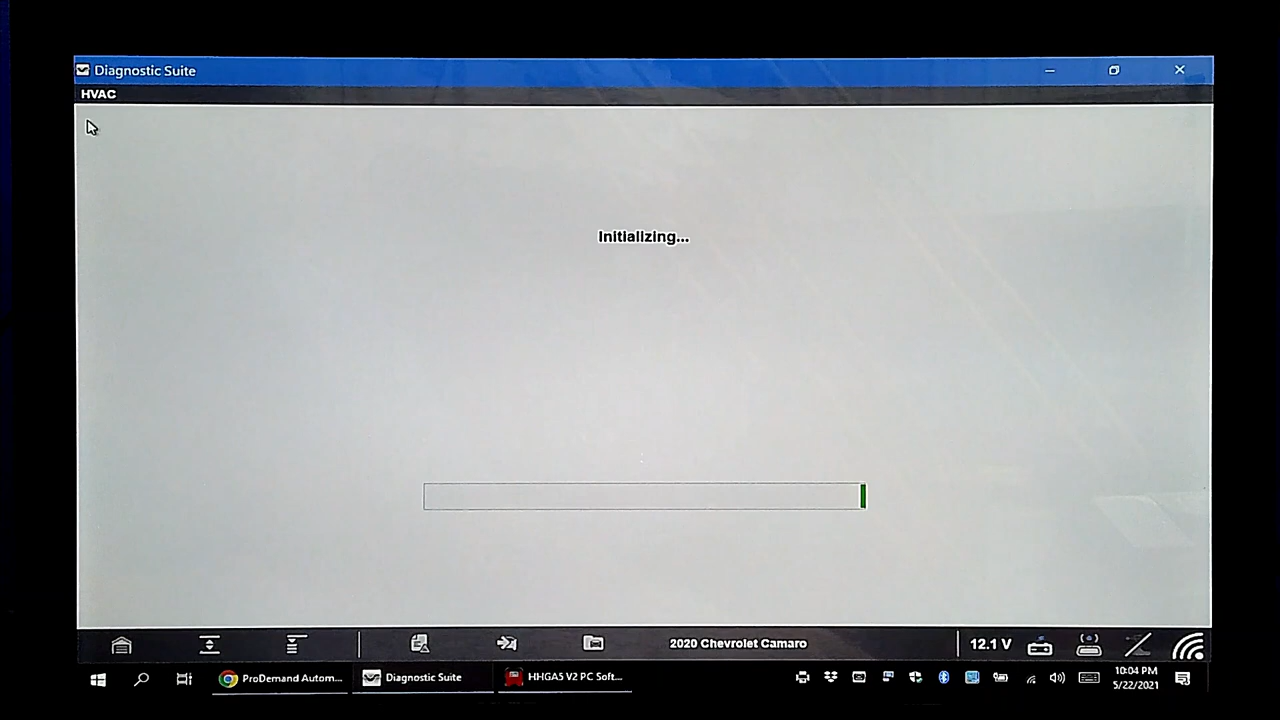 Diagnostic Suite
HVAC
Initializing...
2020 Chevrolet Camaro
12.1 V
ProDemand Autom...
Diagnostic Suite
HHGA5 V2 PC Soft...
10:04 PM
5/22/2021